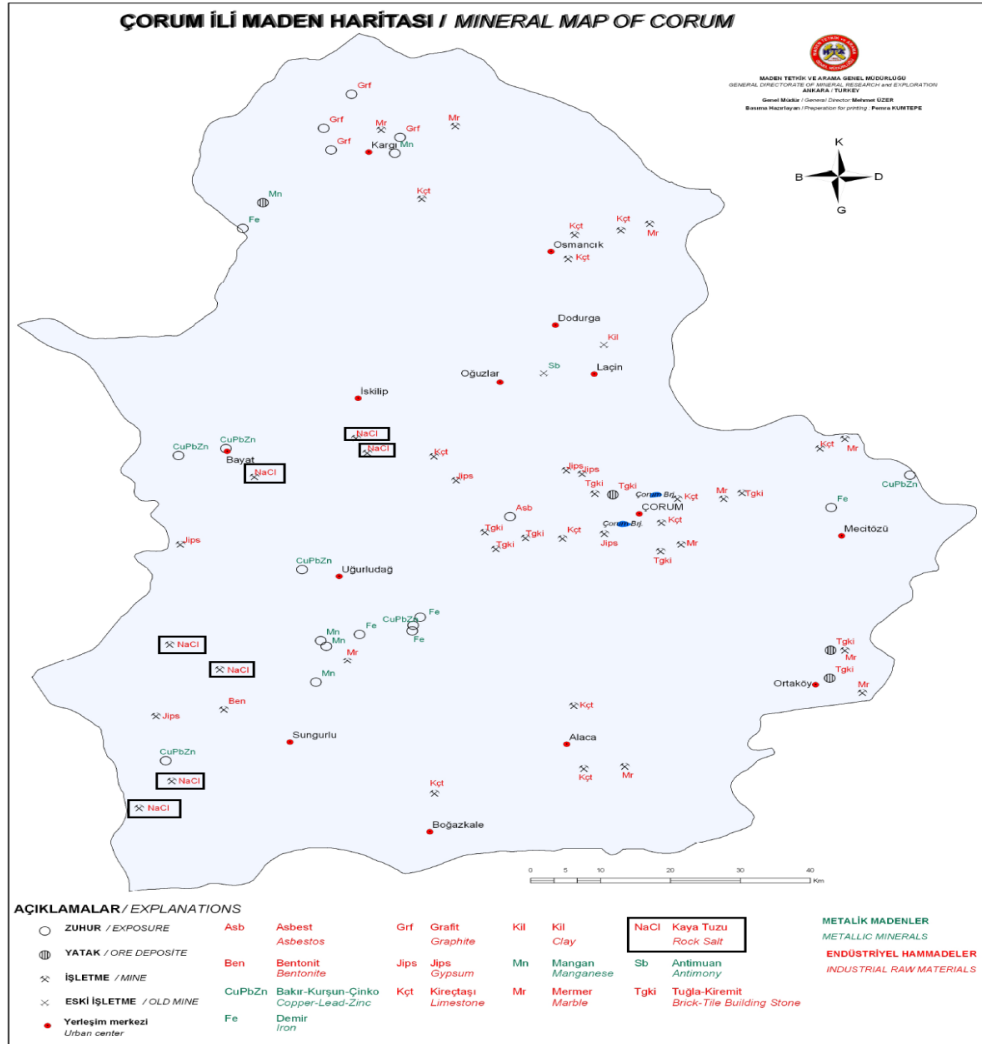 ÇORUM İLİ MADEN HARİTASI / MINERAL MAP OF CORUM
MADEN TETKİK VE ARAMA GENEL MÜDÜRLÜĞÜ
GENERAL DIRECTORATE OF MINERAL RESEARCH and EXPLORATION
ANKARA / TURKEY
Genel Müdür / General Director Mehmet ÜZER
Basıma Hazırlayan / Preparation for printing : Pemra KUMTEPE
K
B D
G
Grf
Grf
Mr
Mr
Grf
Grf
Kargı
Mn
Kçt
Mn
Fe
Kçt
Kçt
Mr
Osmancık
Kçt
Dodurga
Kil
Sb
Laçin
Oğuzlar
İskilip
NaCl
NaCl
CuPbZn
CuPbZn
Bayat
NaCl
Kçt
Jips
Jips
Jips
Tgki
Tgki
Çorum Brj.
Kçt
Mr
Tgki
ÇORUM
Çorum Brj.
Kçt
Asb
Tgki
Tgki
Tgki
Kçt
Jips
Tgki
Mr
Kçt
Mr
CuPbZn
Fe
Mecitözü
Jips
CuPbZn
Uğurludağ
Fe
CuPbZn
Fe
Fe
Mn
Mn
Mr
Mn
NaCl
NaCl
Ben
Jips
CuPbZn
Sungurlu
NaCl
NaCl
Tgki
Mr
Tgki
Ortaköy
Mr
Kçt
Alaca
Kçt
Mr
Kçt
Boğazkale
0 10 20 30 40
Km
AÇIKLAMALAR / EXPLANATIONS
ZUHUR / EXPOSURE
YATAK / ORE DEPOSİTE
İŞLETME / MINE
ESKİ İŞLETME / OLD MINE
Yerleşim merkezi
Urban center
Asb Asbest
Asbestos
Ben Bentonit
Bentonite
CuPbZn Bakır-Kurşun-Çinko
Copper-Lead-Zinc
Fe Demir
Iron
Grf Grafit
Graphite
Jips Jips
Gypsum
Kçt Kireçtaşı
Limestone
Kil Kil
Clay
Mn Mangan
Manganese
Mr Mermer
Marble
NaCl Kaya Tuzu
Rock Salt
Sb Antimuan
Antimony
Tgki Tuğla-Kiremit
Brick-Tile Building Stone
METALİK MADENLER
METALLIC MINERALS
ENDÜSTRİYEL HAMMADELER
INDUSTRIAL RAW MATERIALS